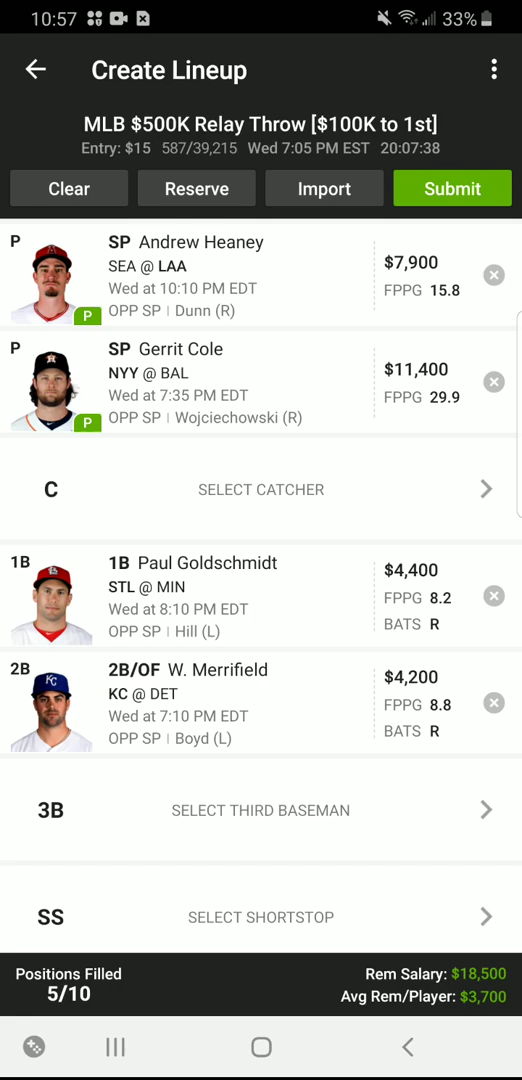 10:57 33%
Create Lineup
MLB $500K Relay Throw [$100K to 1st]
Entry: $15 587/39,215 Wed 7:05 PM EST 20:07:38
Clear Reserve Import Submit
P SP Andrew Heaney
SEA @ LAA $7,900
Wed at 10:10 PM EDT FPPG 15.8
P OPP SP | Dunn (R)
P SP Gerrit Cole
NYY @ BAL $11,400
Wed at 7:35 PM EDT FPPG 29.9
P OPP SP | Wojciechowski (R)
C SELECT CATCHER
1B 1B Paul Goldschmidt $4,400
STL @ MIN FPPG 8.2
Wed at 8:10 PM EDT
OPP SP | Hill (L) BATS R
2B 2B/OF W. Merrifield $4,200
KC @ DET FPPG 8.8
Wed at 7:10 PM EDT
OPP SP | Boyd (L) BATS R
3B SELECT THIRD BASEMAN
SS SELECT SHORTSTOP
Positions Filled Rem Salary: $18,500
5/10 Avg Rem/Player: $3,700